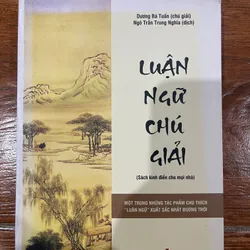 Dương Bá Tuấn (chú giải)
Ngô Trần Trung Nghĩa (dịch)
LUẬN
NGỮ
CHÚ
GIẢI
(Sách kinh điển cho mọi nhà)
MỘT TRONG NHỮNG TÁC PHẨM CHÚ THÍCH
"LUẬN NGỮ" XUẤT SẮC NHẤT ĐƯƠNG THỜI